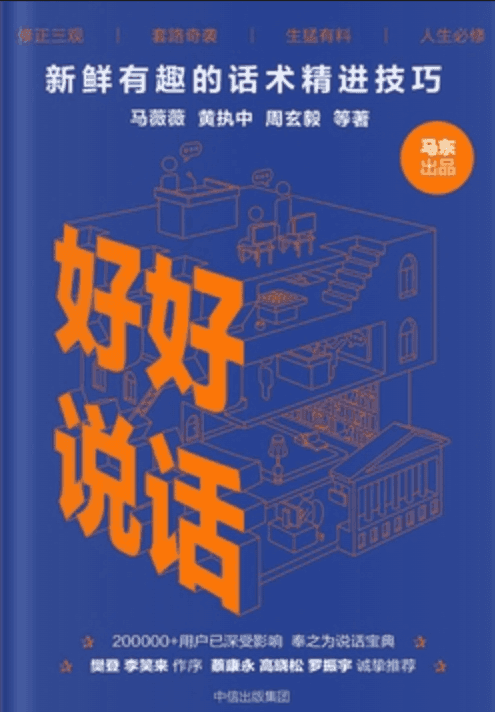 修正三观 | 套路奇袭 | 生猛有料 | 人生必修
新鲜有趣的话术精进技巧
马薇薇 黄执中 周玄毅 等著
马东
出品
好好
说话
200000+用户已深受影响 奉之为说话宝典
樊登 李笑来 作序 蔡康永 高晓松 罗振宇 诚挚推荐
中信出版集团